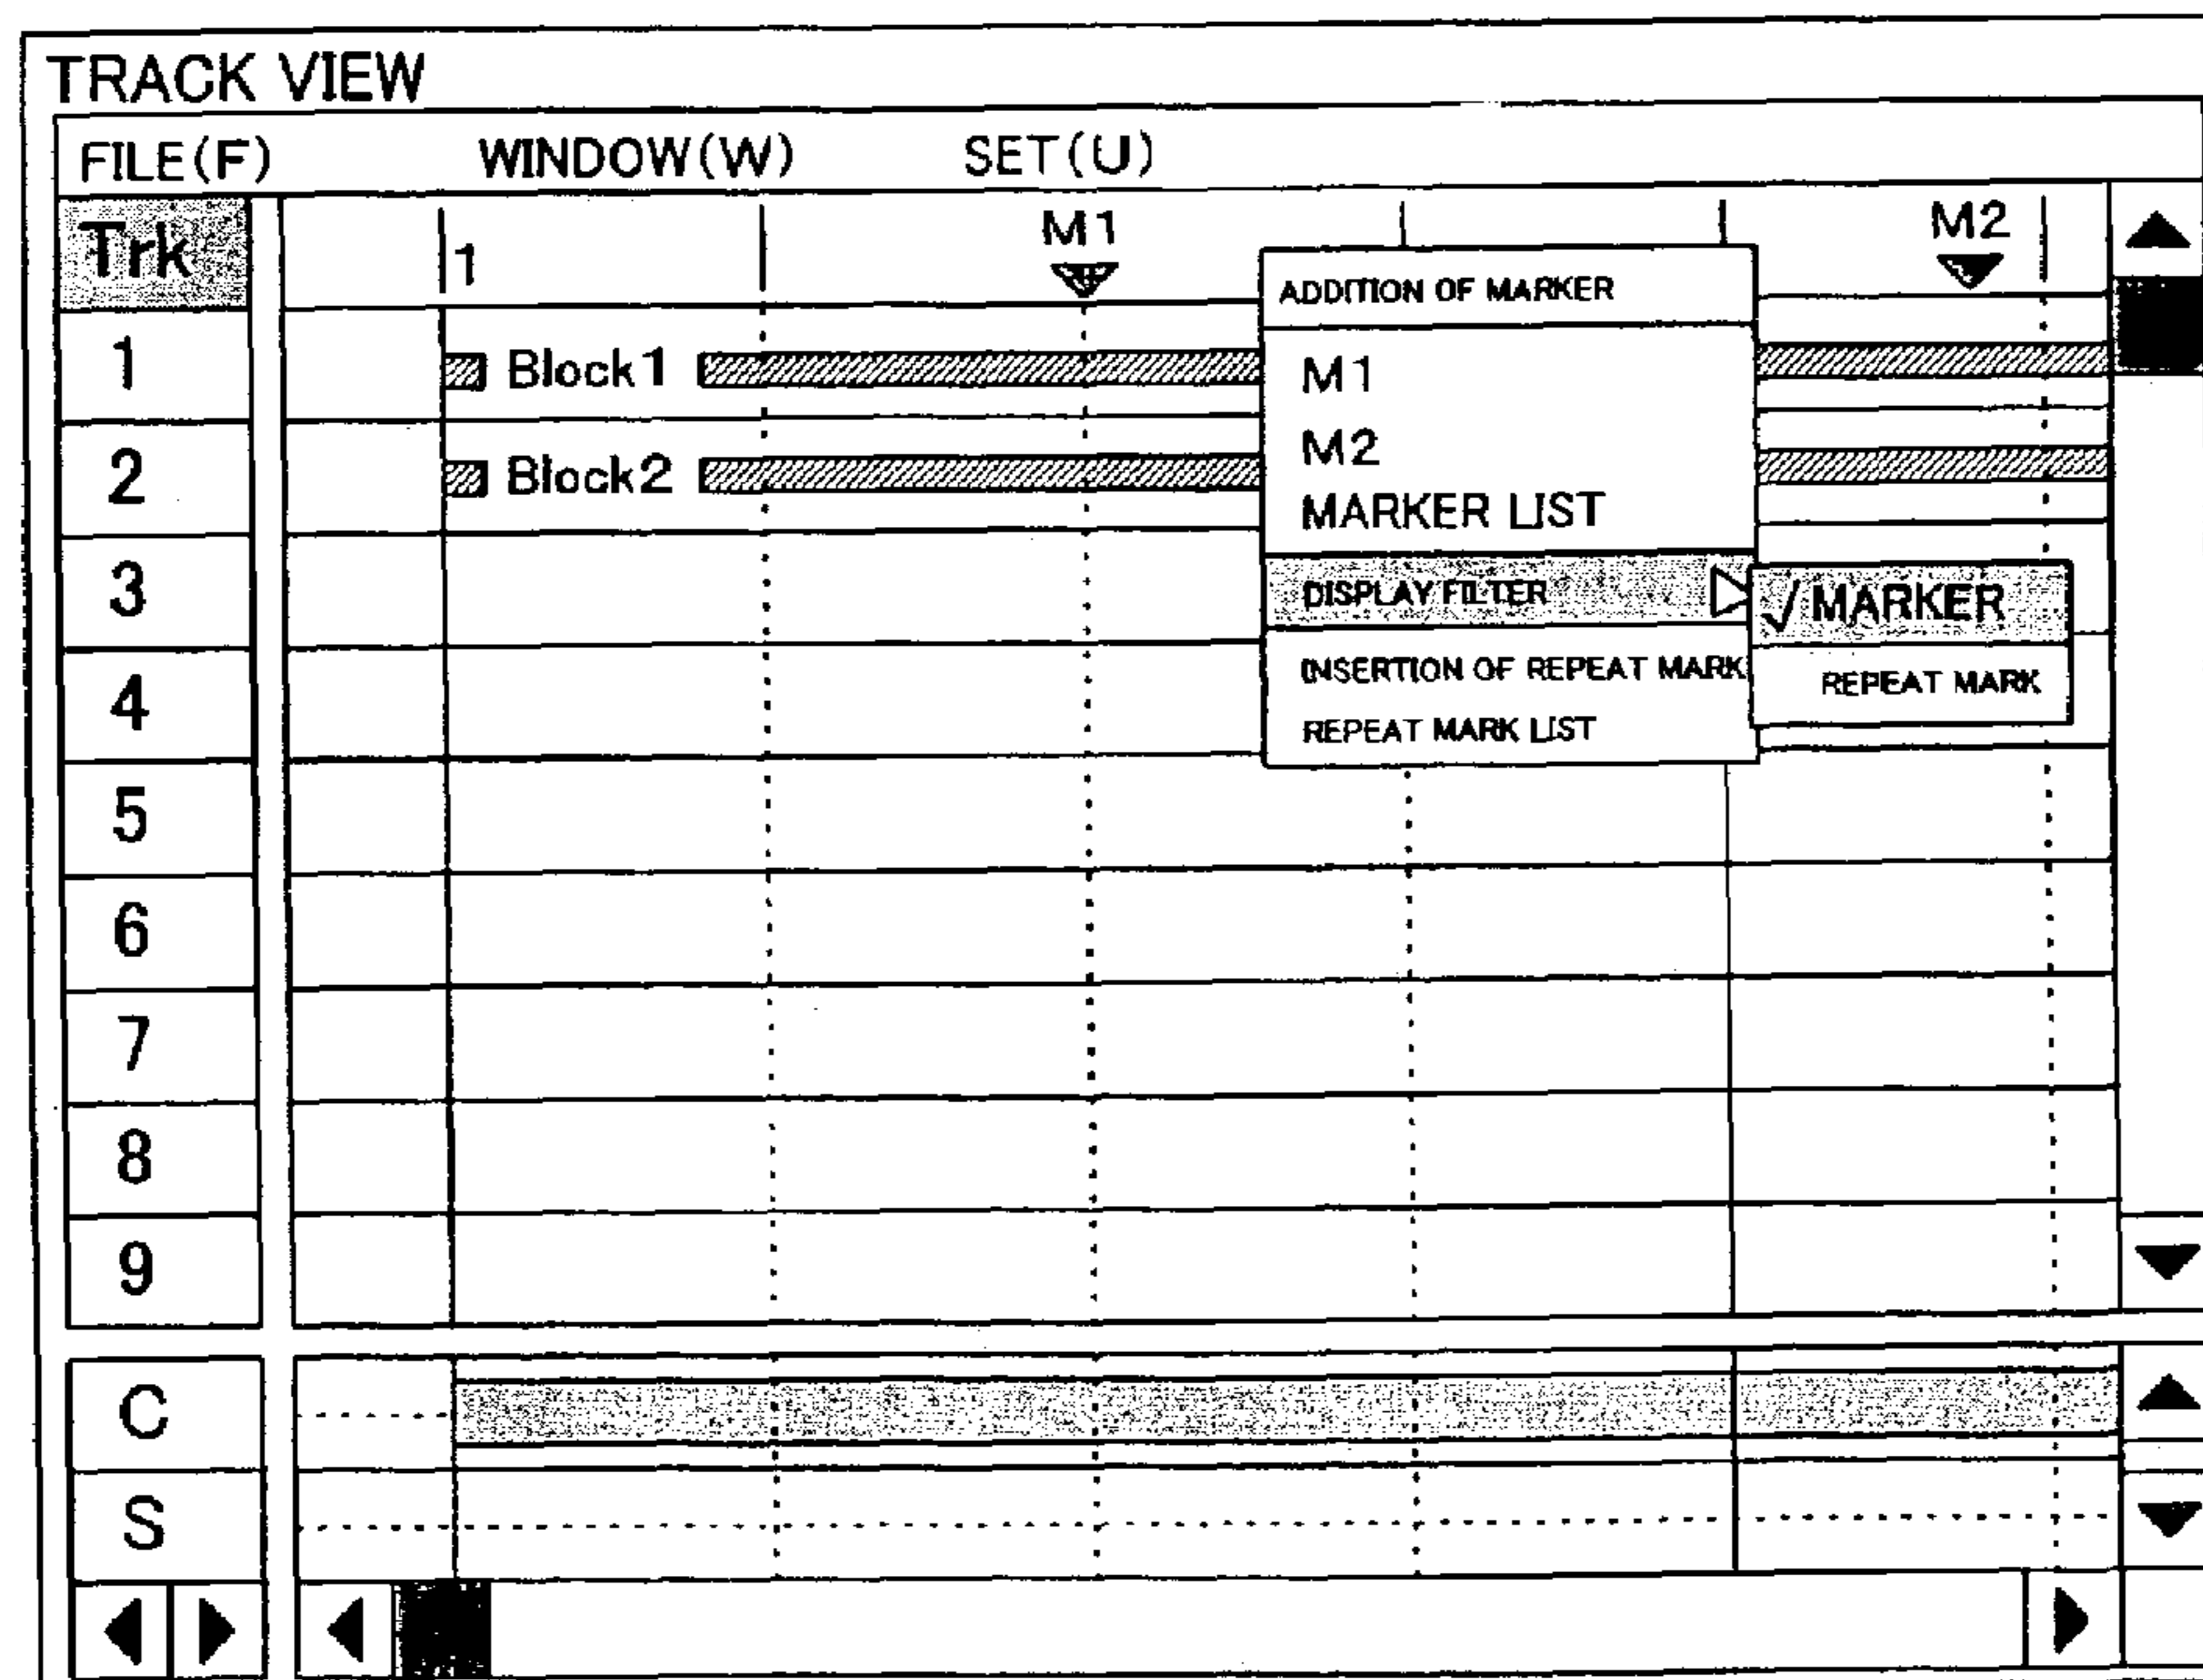 TRACK VIEW
FILE(F) WINDOW(W) SET(U)
Trk 1 M1 M2
ADDITION OF MARKER
1 Block1 M1
2 Block2 M2
MARKER LIST
3 DISPLAY FILTER √ MARKER
4 INSERTION OF REPEAT MARK REPEAT MARK
REPEAT MARK LIST
5
6
7
8
9
C
S